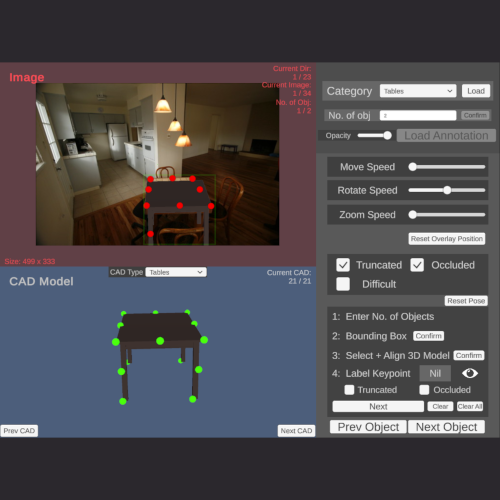 Image
Current Dir:
1 / 23
Current Image:
1 / 34
No. of Obj:
1 / 2
Size: 499 x 333
CAD Model
CAD Type
Tables
Current CAD:
21 / 21
Prev CAD
Next CAD
Category
Tables
Load
No. of obj
2
Confirm
Opacity
Load Annotation
Move Speed
Rotate Speed
Zoom Speed
Reset Overlay Position
Truncated
Occluded
Difficult
Reset Pose
1: Enter No. of Objects
2: Bounding Box
Confirm
3: Select + Align 3D Model
Confirm
4: Label Keypoint
Nil
Truncated
Occluded
Next
Clear
Clear All
Prev Object
Next Object